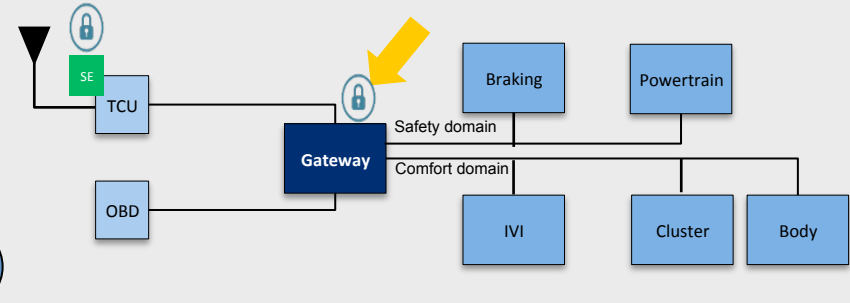 SE
TCU
Braking
Powertrain
Safety domain
Gateway
Comfort domain
OBD
IVI
Cluster
Body